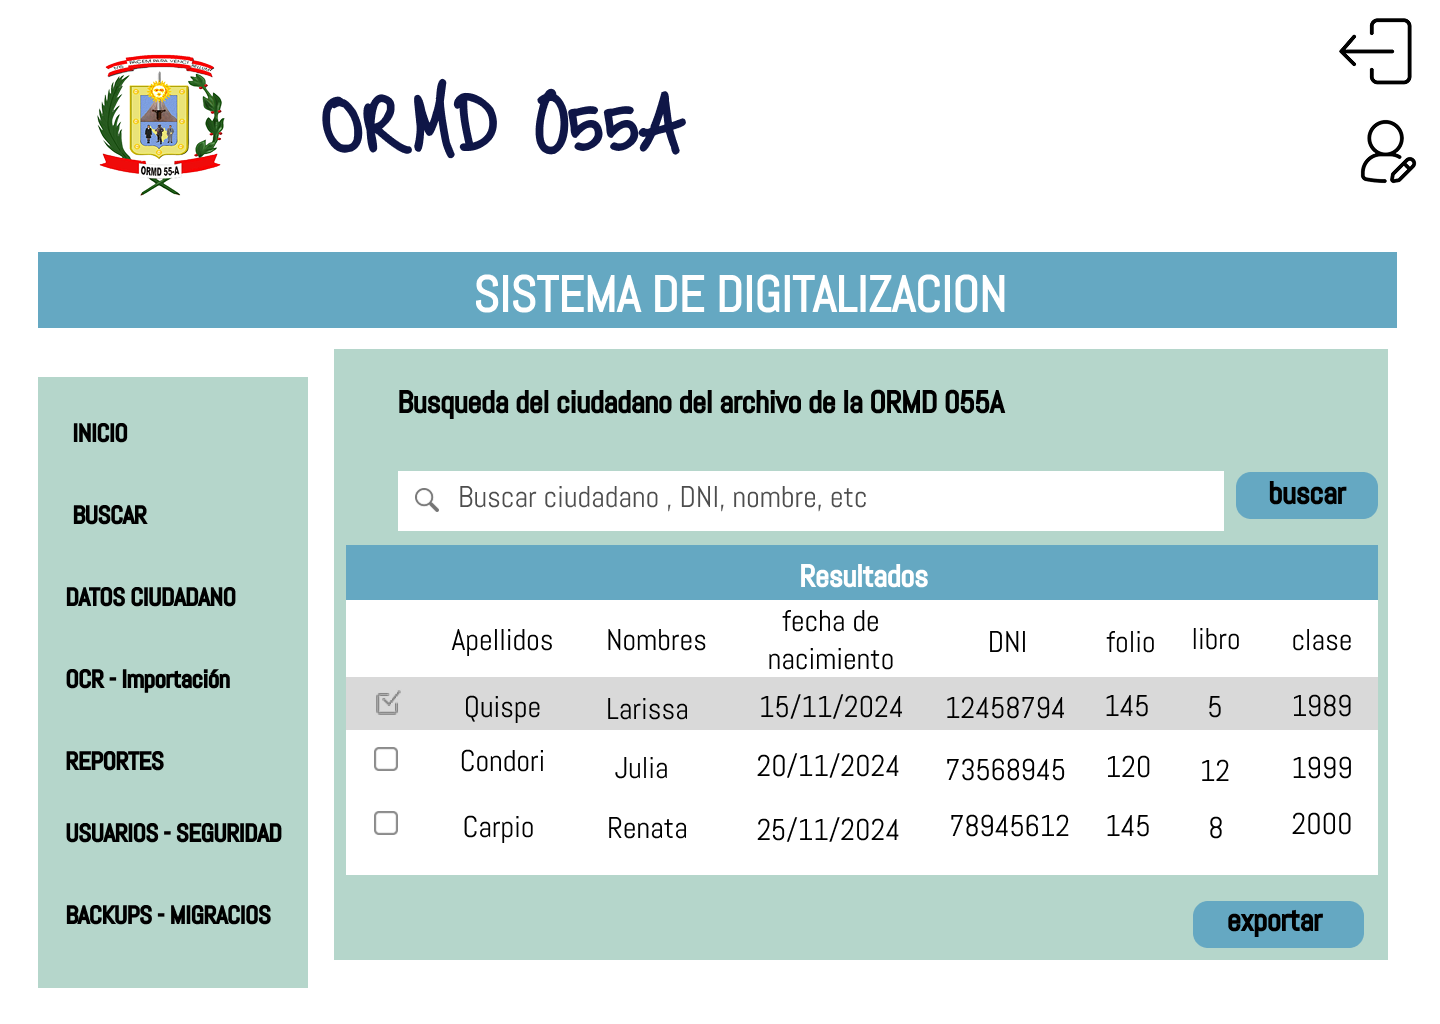 ORMD 55-A
ORMD 055A
SISTEMA DE DIGITALIZACION
INICIO
BUSCAR
DATOS CIUDADANO
OCR - Importación
REPORTES
USUARIOS - SEGURIDAD
BACKUPS - MIGRACIOS
Busqueda del ciudadano del archivo de la ORMD 055A
Buscar ciudadano , DNI, nombre, etc
buscar
Resultados
Apellidos Nombres fecha de nacimiento DNI folio libro clase
Quispe Larissa 15/11/2024 12458794 145 5 1989
Condori Julia 20/11/2024 73568945 120 12 1999
Carpio Renata 25/11/2024 78945612 145 8 2000
exportar